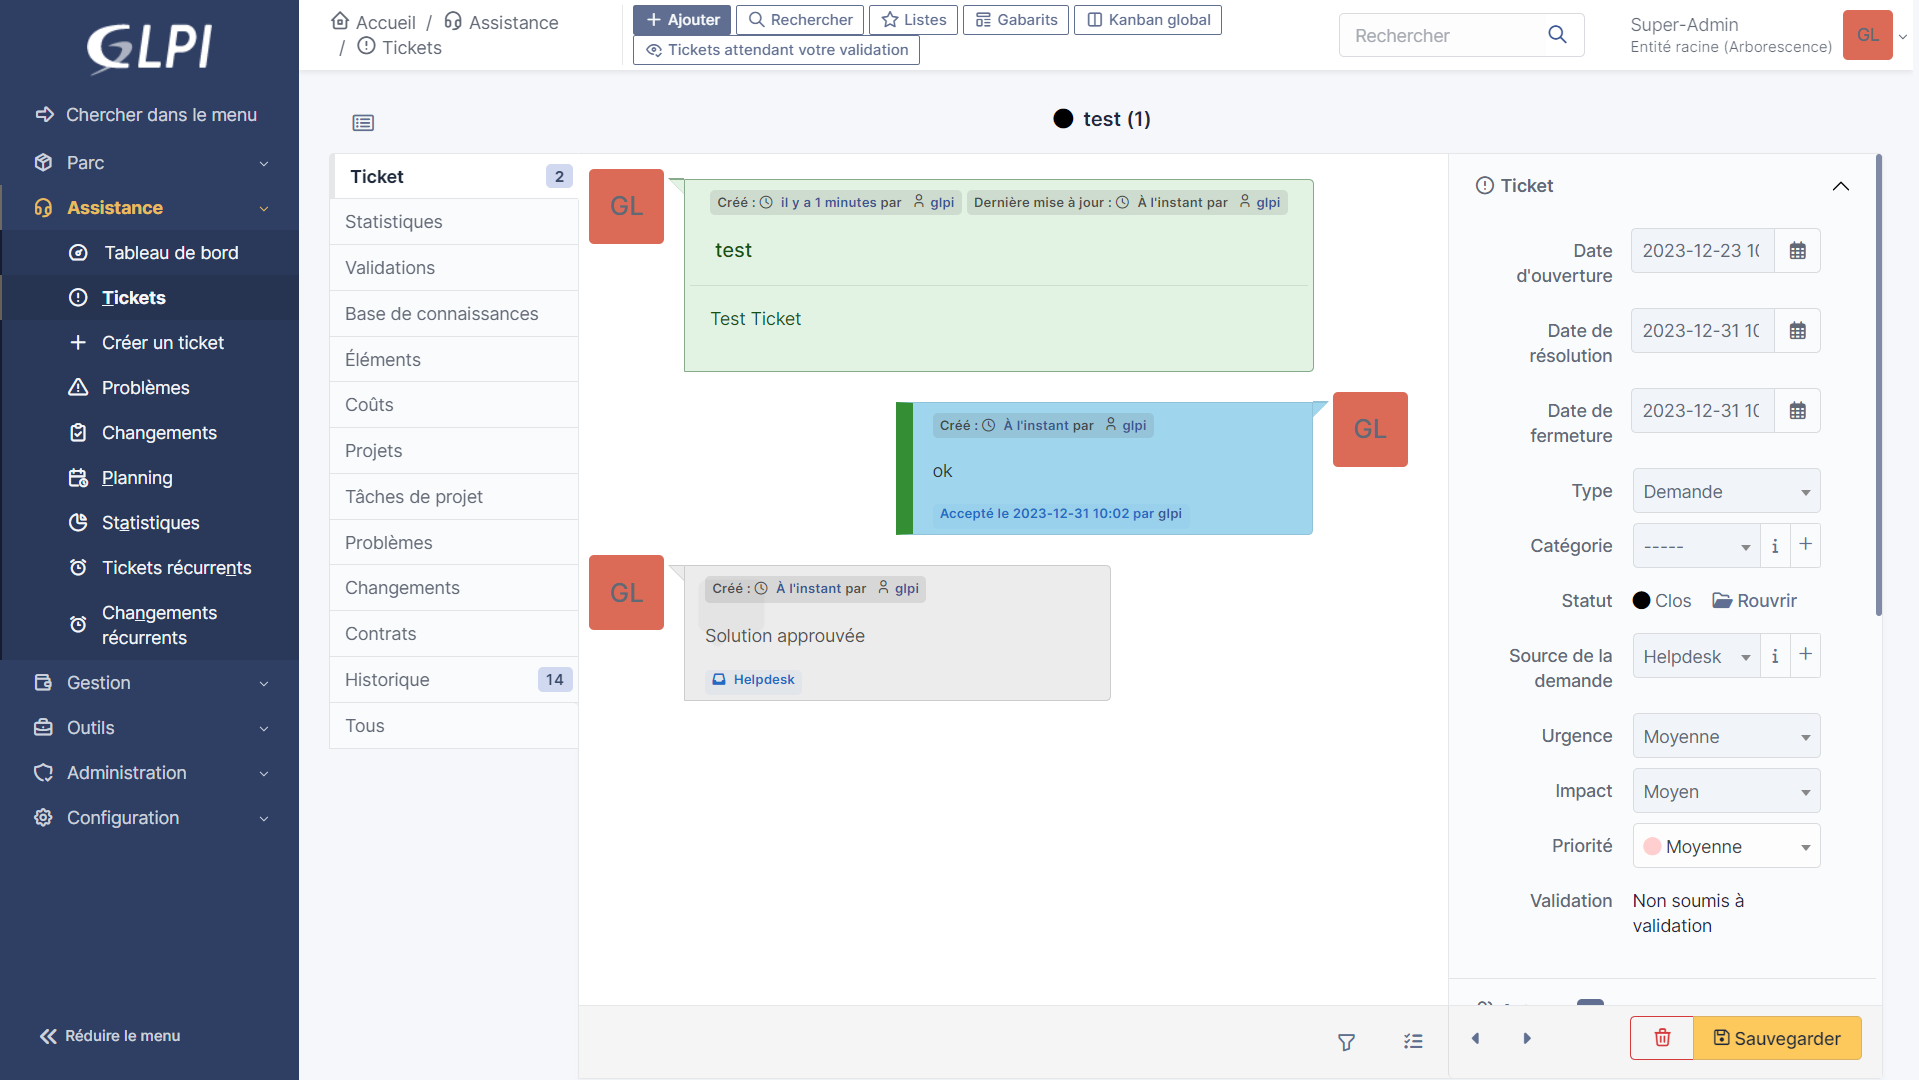 GLPI
Chercher dans le menu
Parc
Assistance
Tableau de bord
Tickets
Créer un ticket
Problèmes
Changements
Planning
Statistiques
Tickets récurrents
Changements
récurrents
Gestion
Outils
Administration
Configuration
Réduire le menu
Accueil / Assistance
/ Tickets
Ajouter
Rechercher
Listes
Gabarits
Kanban global
Tickets attendant votre validation
Rechercher
Super-Admin
Entité racine (Arborescence)
GL
test (1)
Ticket 2
Statistiques
Validations
Base de connaissances
Éléments
Coûts
Projets
Tâches de projet
Problèmes
Changements
Contrats
Historique 14
Tous
GL
Créé : il y a 1 minutes par glpi
Dernière mise à jour : À l'instant par glpi
test
Test Ticket
GL
Créé : À l'instant par glpi
ok
Accepté le 2023-12-31 10:02 par glpi
GL
Créé : À l'instant par glpi
Solution approuvée
Helpdesk
Ticket
Date
d'ouverture
2023-12-23 10
Date de
résolution
2023-12-31 10
Date de
fermeture
2023-12-31 10
Type
Demande
Catégorie
-----
i +
Statut
Clos
Rouvrir
Source de la
demande
Helpdesk
i +
Urgence
Moyenne
Impact
Moyen
Priorité
Moyenne
Validation
Non soumis à
validation
Sauvegarder